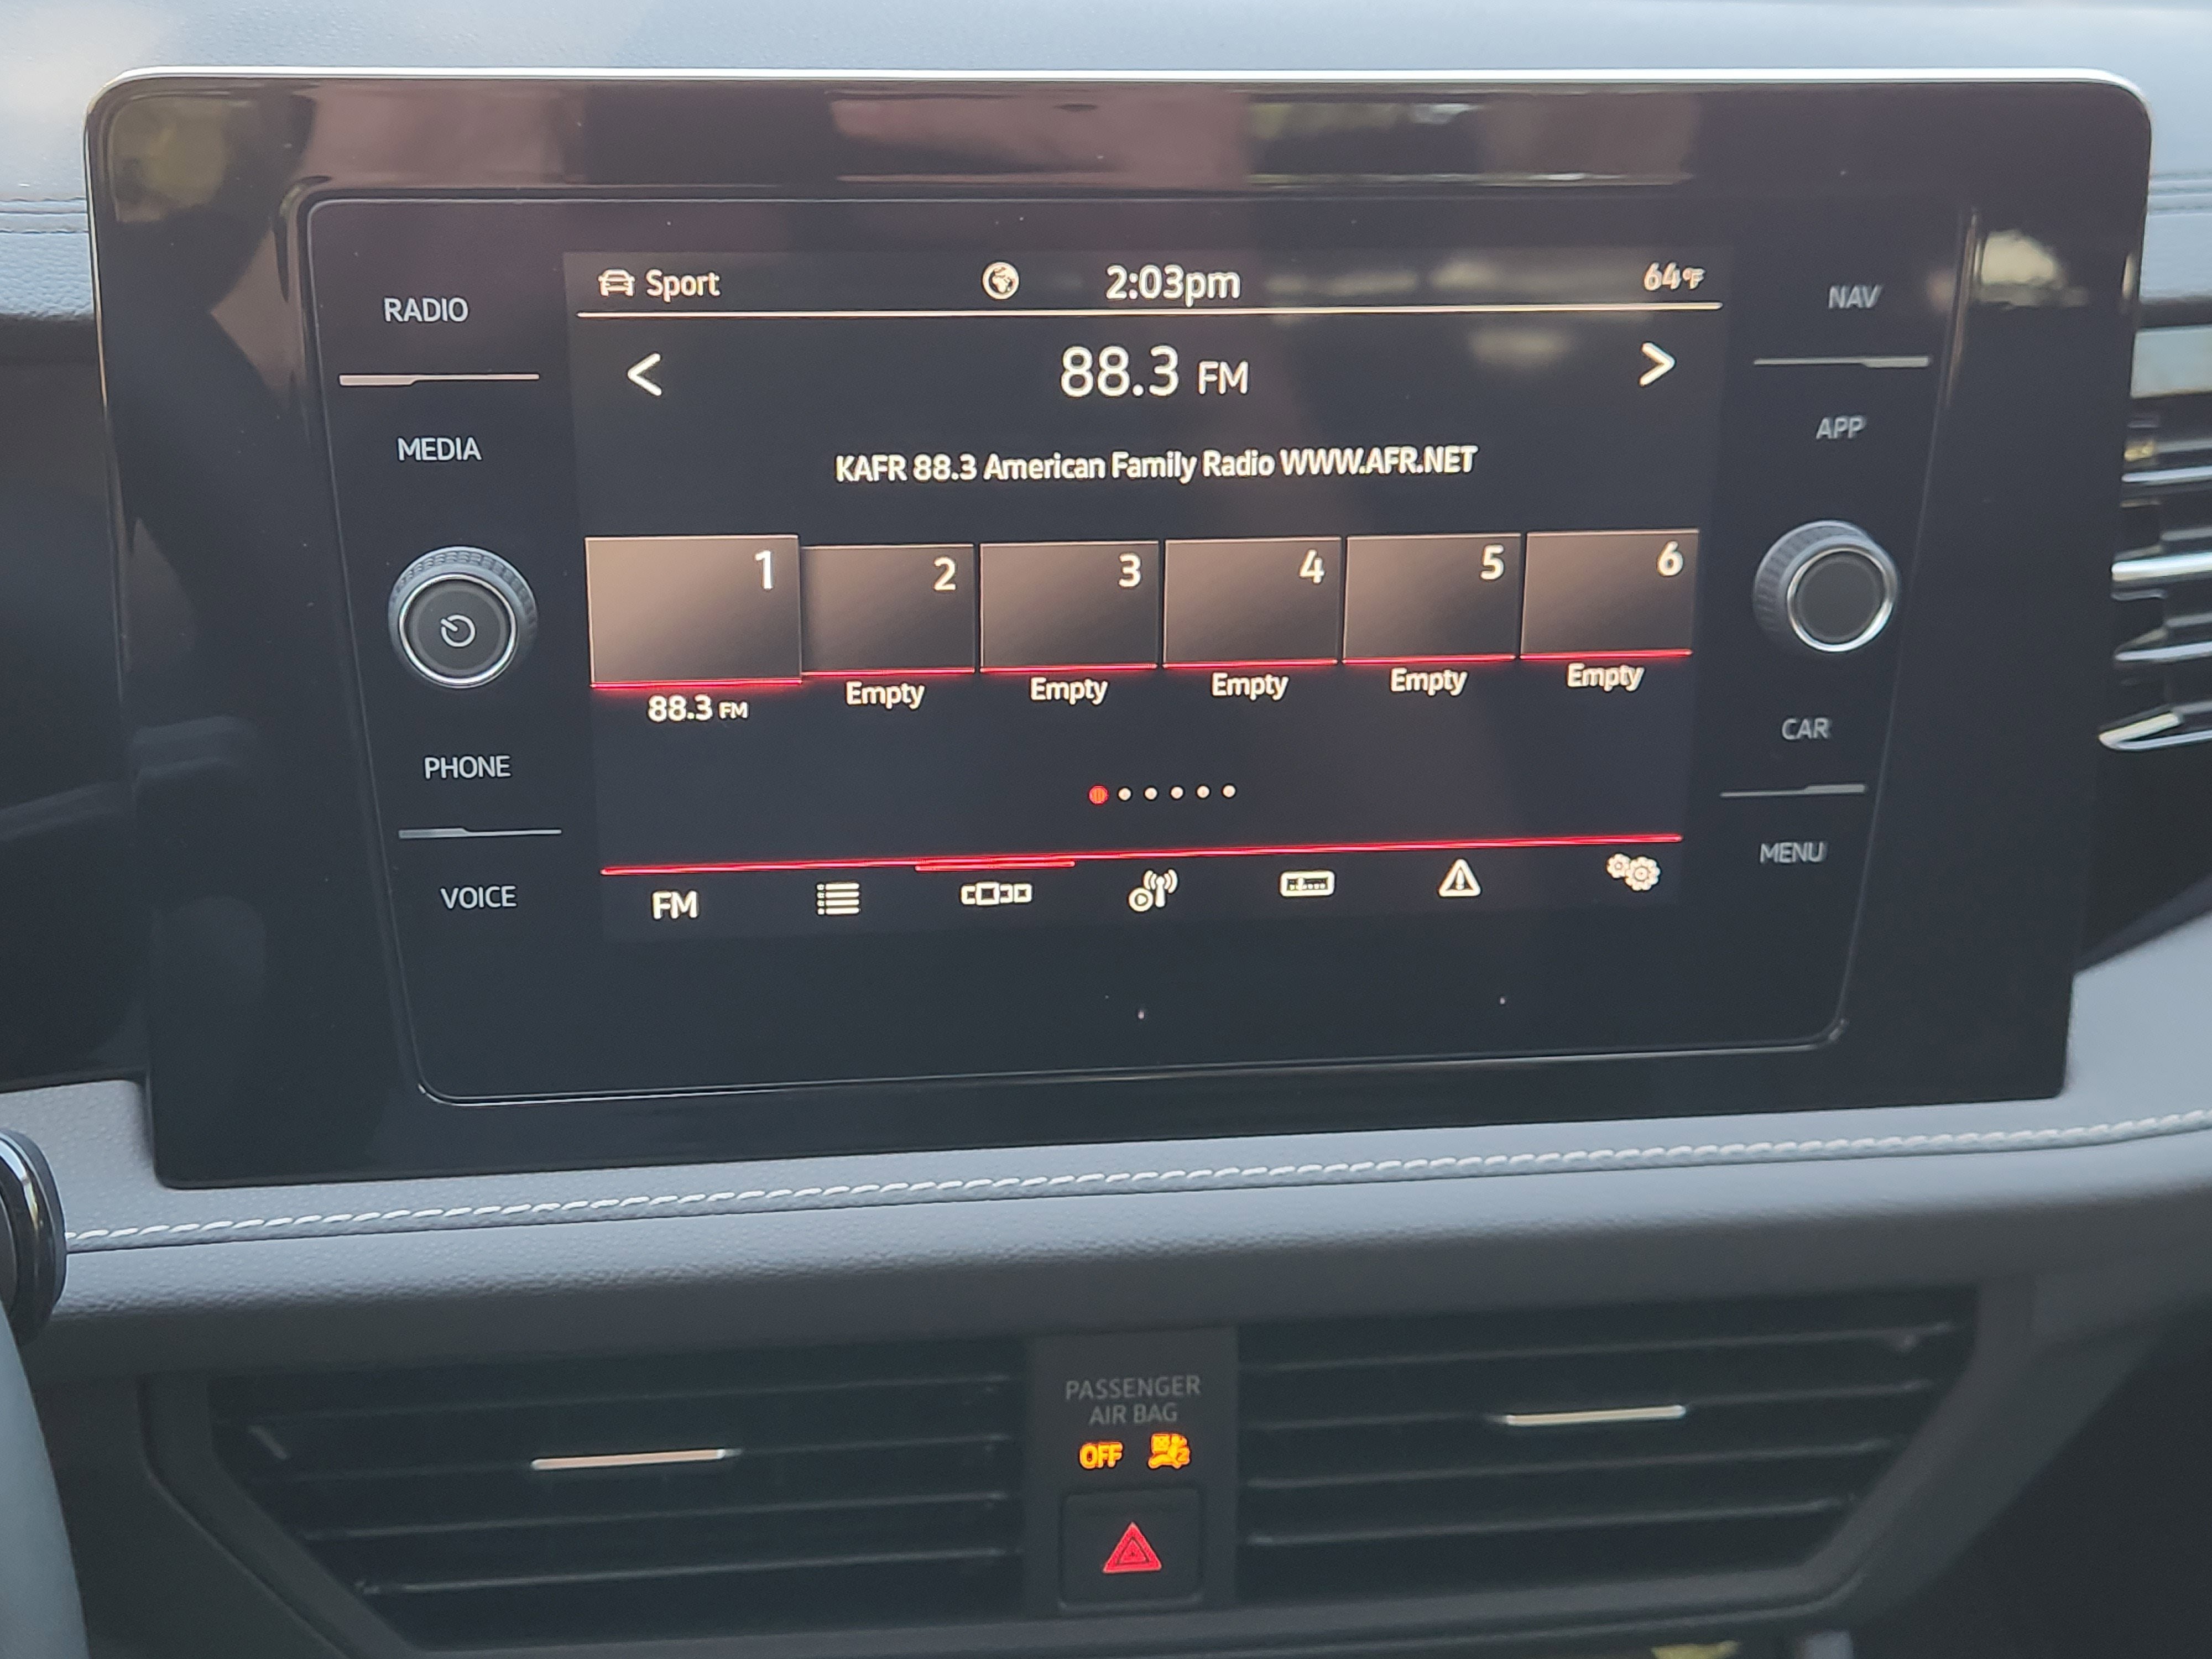 Sport 2:03pm 64°F
88.3 FM
KAFR 88.3 American Family Radio WWW.AFR.NET
1 2 3 4 5 6
88.3 FM Empty Empty Empty Empty Empty
FM
RADIO
MEDIA
PHONE
VOICE
NAV
APP
CAR
MENU
PASSENGER
AIR BAG
OFF